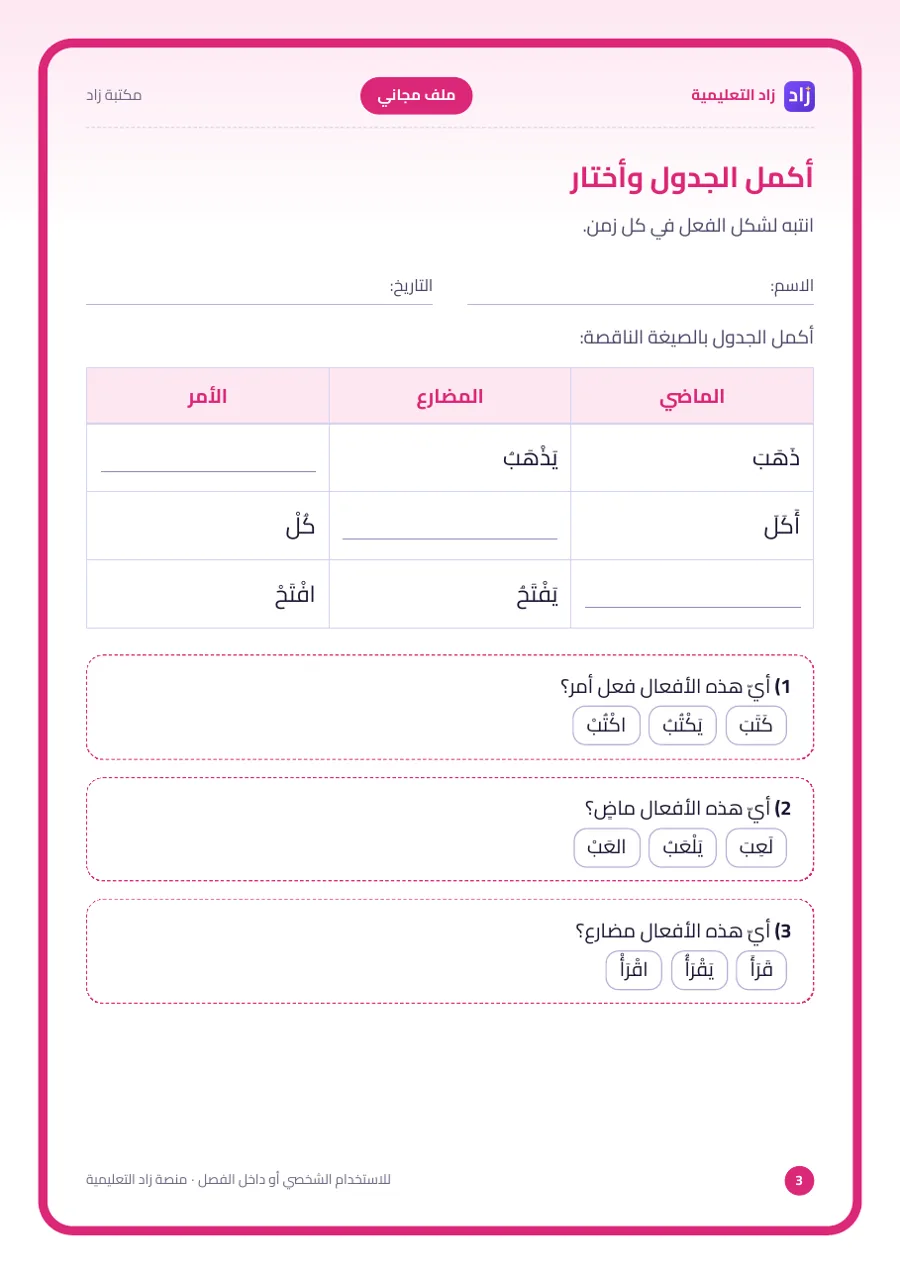 زاد زاد التعليمية ملف مجاني مكتبة زاد
أكمل الجدول وأختار
انتبه لشكل الفعل في كل زمن.
الاسم: التاريخ:
أكمل الجدول بالصيغة الناقصة:
الماضي المضارع الأمر
ذَهَبَ يَذْهَبُ
أَكَلَ كُلْ
يَفْتَحُ افْتَحْ
1) أيّ هذه الأفعال فعل أمر؟
كَتَبَ يَكْتُبُ اكْتُبْ
2) أيّ هذه الأفعال ماضٍ؟
لَعِبَ يَلْعَبُ العَبْ
3) أيّ هذه الأفعال مضارع؟
قَرَأَ يَقْرَأُ اقْرَأْ
3 للاستخدام الشخصي أو داخل الفصل · منصة زاد التعليمية